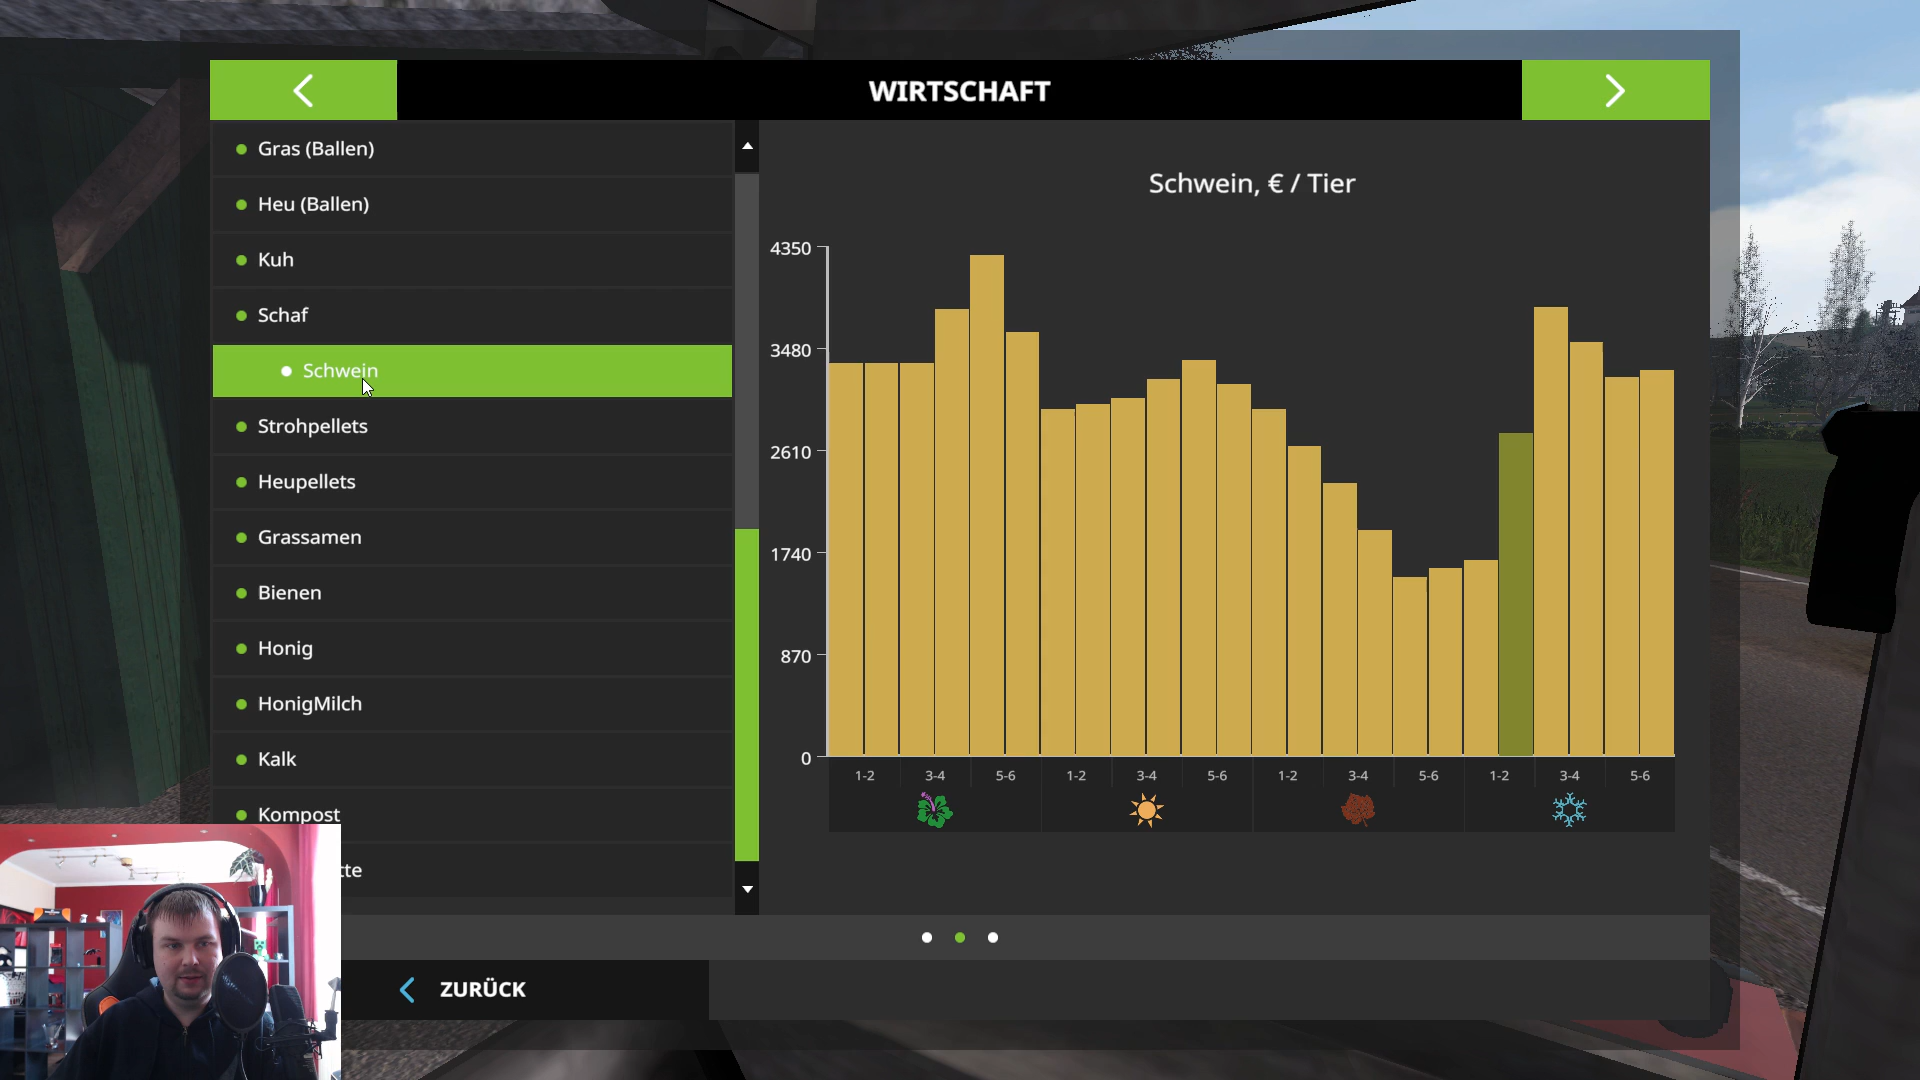 WIRTSCHAFT
Gras (Ballen)
Heu (Ballen)
Kuh
Schaf
Schwein
Strohpellets
Heupellets
Grassamen
Bienen
Honig
HonigMilch
Kalk
Kompost
Schwein, € / Tier
4350
3480
2610
1740
870
0
1-2 3-4 5-6 1-2 3-4 5-6 1-2 3-4 5-6 1-2 3-4 5-6
ZURÜCK